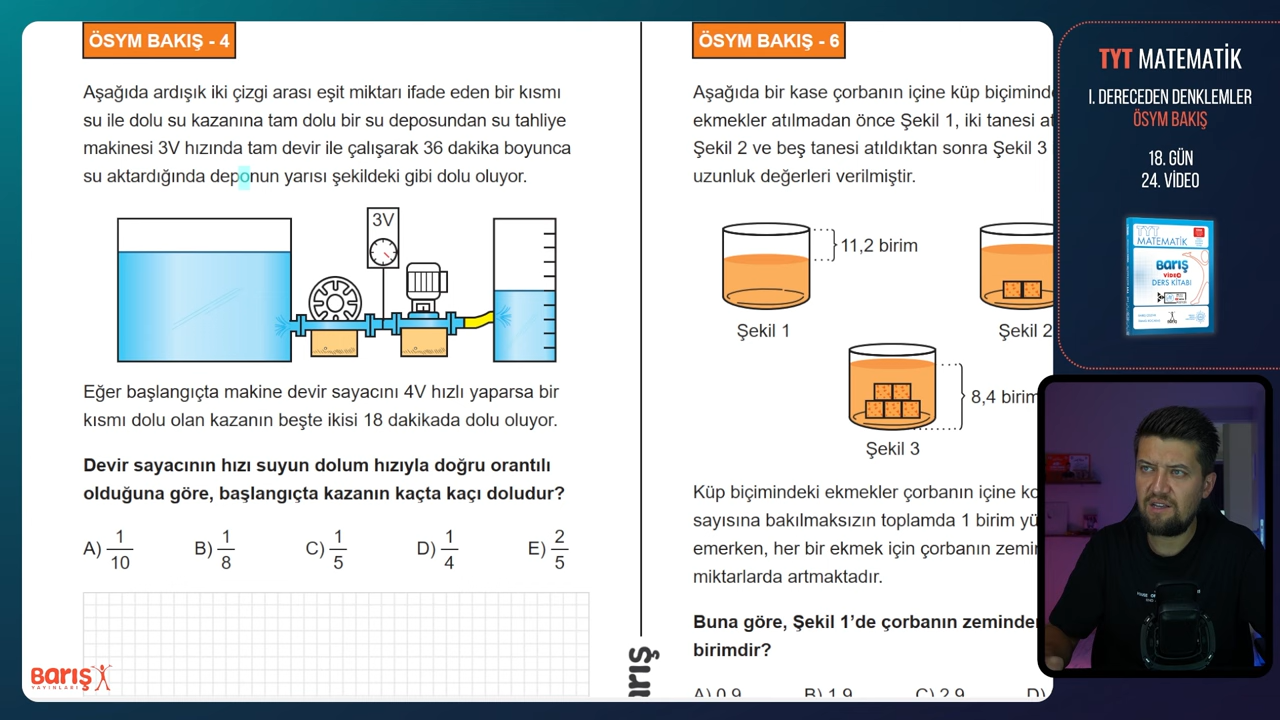 ÖSYM BAKIŞ - 4
Aşağıda ardışık iki çizgi arası eşit miktarı ifade eden bir kısmı
su ile dolu su kazanına tam dolu bir su deposundan su tahliye
makinesi 3V hızında tam devir ile çalışarak 36 dakika boyunca
su aktardığında deponun yarısı şekildeki gibi dolu oluyor.
3V
Eğer başlangıçta makine devir sayacını 4V hızlı yaparsa bir
kısmı dolu olan kazanın beşte ikisi 18 dakikada dolu oluyor.
Devir sayacının hızı suyun dolum hızıyla doğru orantılı
olduğuna göre, başlangıçta kazanın kaçta kaçı doludur?
A) 1/10 B) 1/8 C) 1/5 D) 1/4 E) 2/5
BARIŞ
YAYINLARI
ÖSYM BAKIŞ - 6
Aşağıda bir kase çorbanın içine küp biçimind
ekmekler atılmadan önce Şekil 1, iki tanesi a
Şekil 2 ve beş tanesi atıldıktan sonra Şekil 3
uzunluk değerleri verilmiştir.
11,2 birim
Şekil 1
Şekil 2
8,4 birim
Şekil 3
Küp biçimindeki ekmekler çorbanın içine ko
sayısına bakılmaksızın toplamda 1 birim yü
emerken, her bir ekmek için çorbanın zemi
miktarlarda artmaktadır.
Buna göre, Şekil 1’de çorbanın zeminde
birimdir?
A) 0,9 B) 1,9 C) 2,9 D)
TYT MATEMATİK
I. DERECEDEN DENKLEMLER
ÖSYM BAKIŞ
18. GÜN
24. VİDEO
TYT
MATEMATİK
BARIŞ
VİDEO
DERS KİTABI